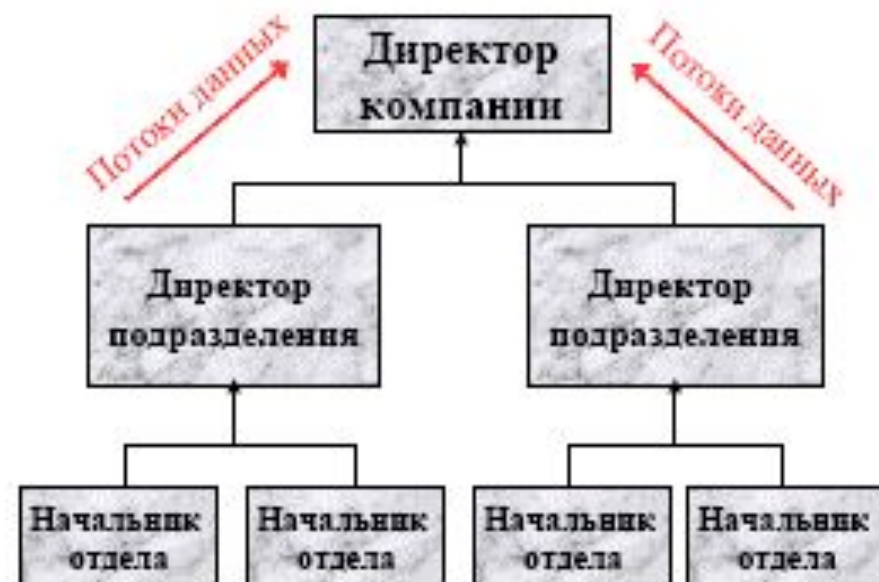 Потоки данных
Директор
компании
Потоки данных
Директор
подразделения
Директор
подразделения
Начальник
отдела
Начальник
отдела
Начальник
отдела
Начальник
отдела